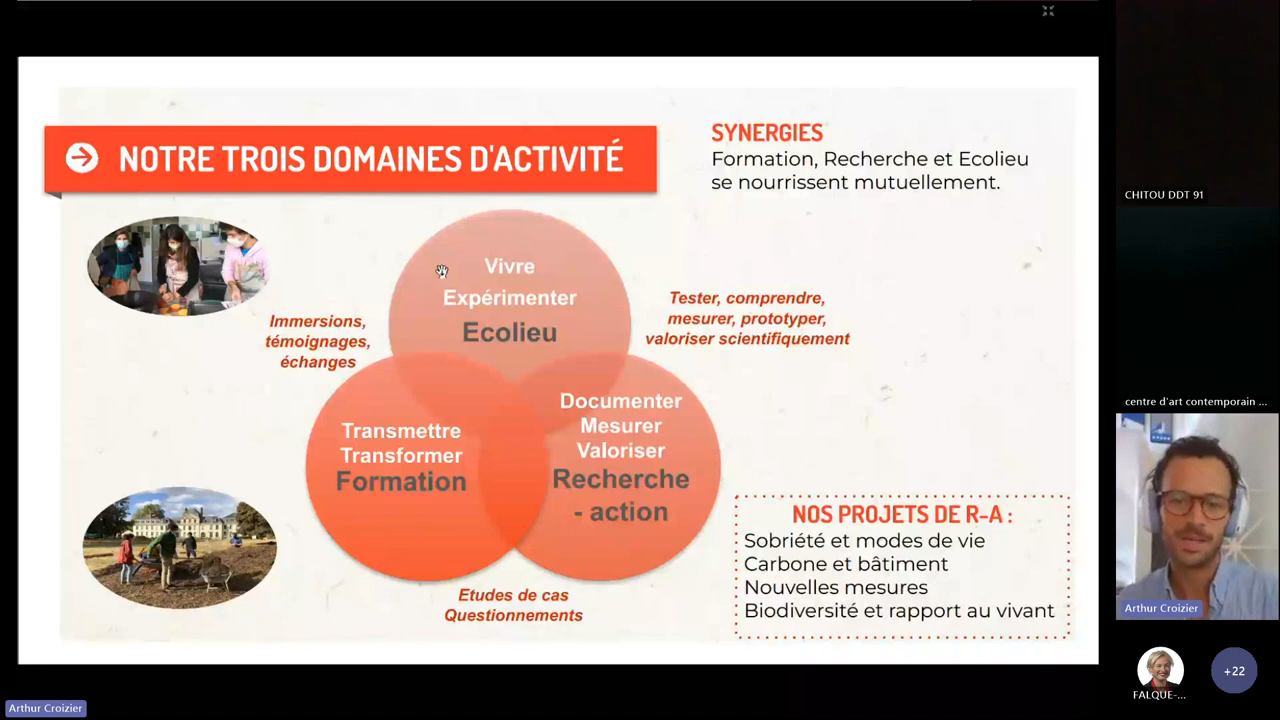 NOTRE TROIS DOMAINES D'ACTIVITÉ
SYNERGIES
Formation, Recherche et Ecolieu
se nourrissent mutuellement.
Vivre
Expérimenter
Ecolieu
Immersions,
témoignages,
échanges
Tester, comprendre,
mesurer, prototyper,
valoriser scientifiquement
Transmettre
Transformer
Formation
Documenter
Mesurer
Valoriser
Recherche
- action
Etudes de cas
Questionnements
NOS PROJETS DE R-A :
Sobriété et modes de vie
Carbone et bâtiment
Nouvelles mesures
Biodiversité et rapport au vivant
CHITOU DDT 91
centre d'art contemporain ...
Arthur Croizier
FALQUE-...
+22
Arthur Croizier